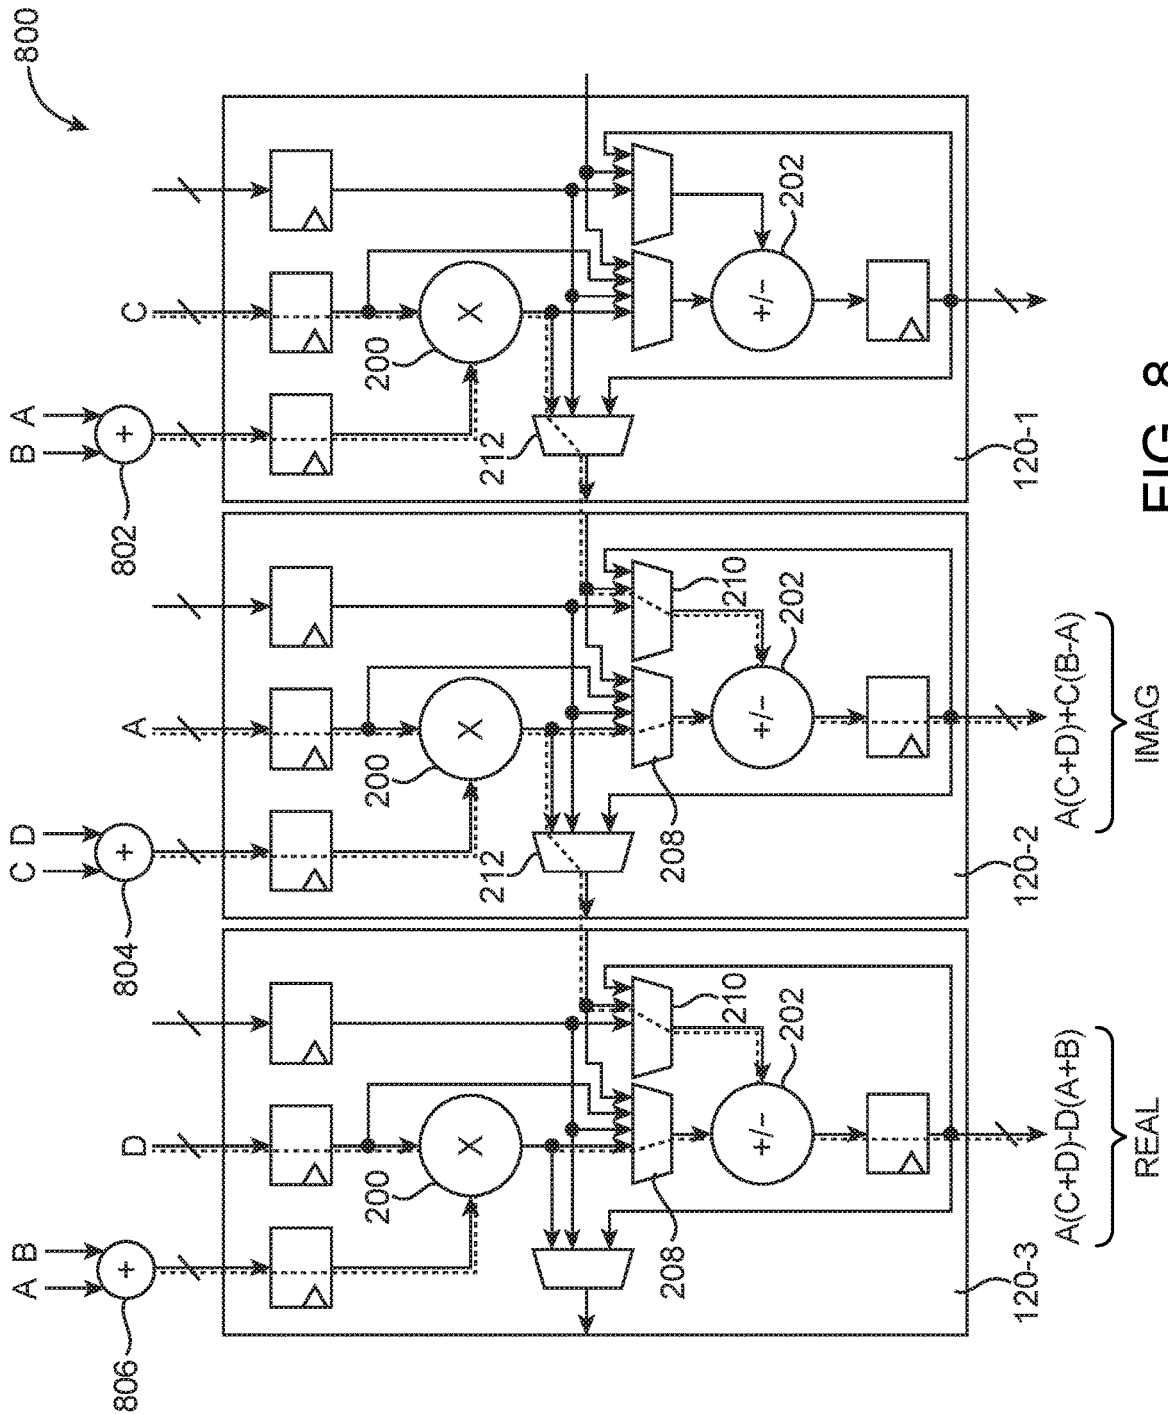 A B C D B A 800
806 + D 804 + A 802 + C
200 200 200
X X X
212 212
208 208
210 210
+/- 202 +/- 202 +/- 202
120-3 120-2 120-1
A(C+D)-D(A+B) A(C+D)+C(B-A)
REAL IMAG
FIG. 8